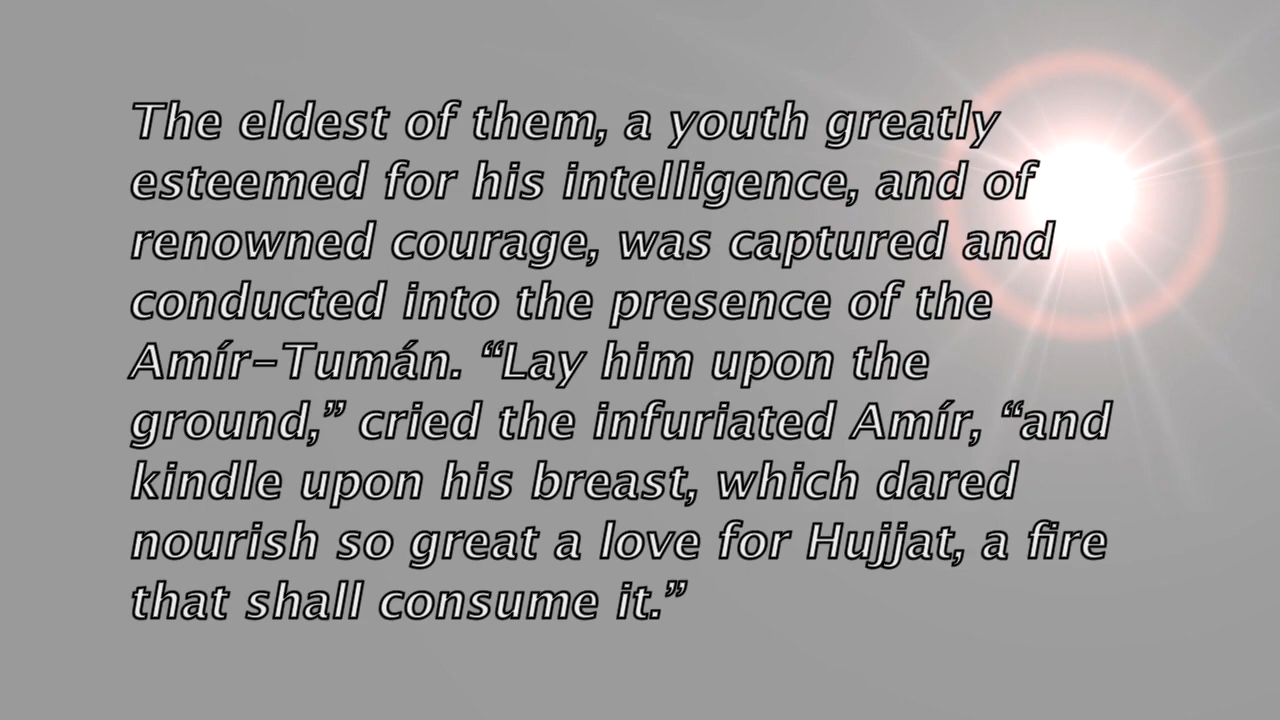 The eldest of them, a youth greatly
esteemed for his intelligence, and of
renowned courage, was captured and
conducted into the presence of the
Amír-Tumán. “Lay him upon the
ground,” cried the infuriated Amír, “and
kindle upon his breast, which dared
nourish so great a love for Hujjat, a fire
that shall consume it.”